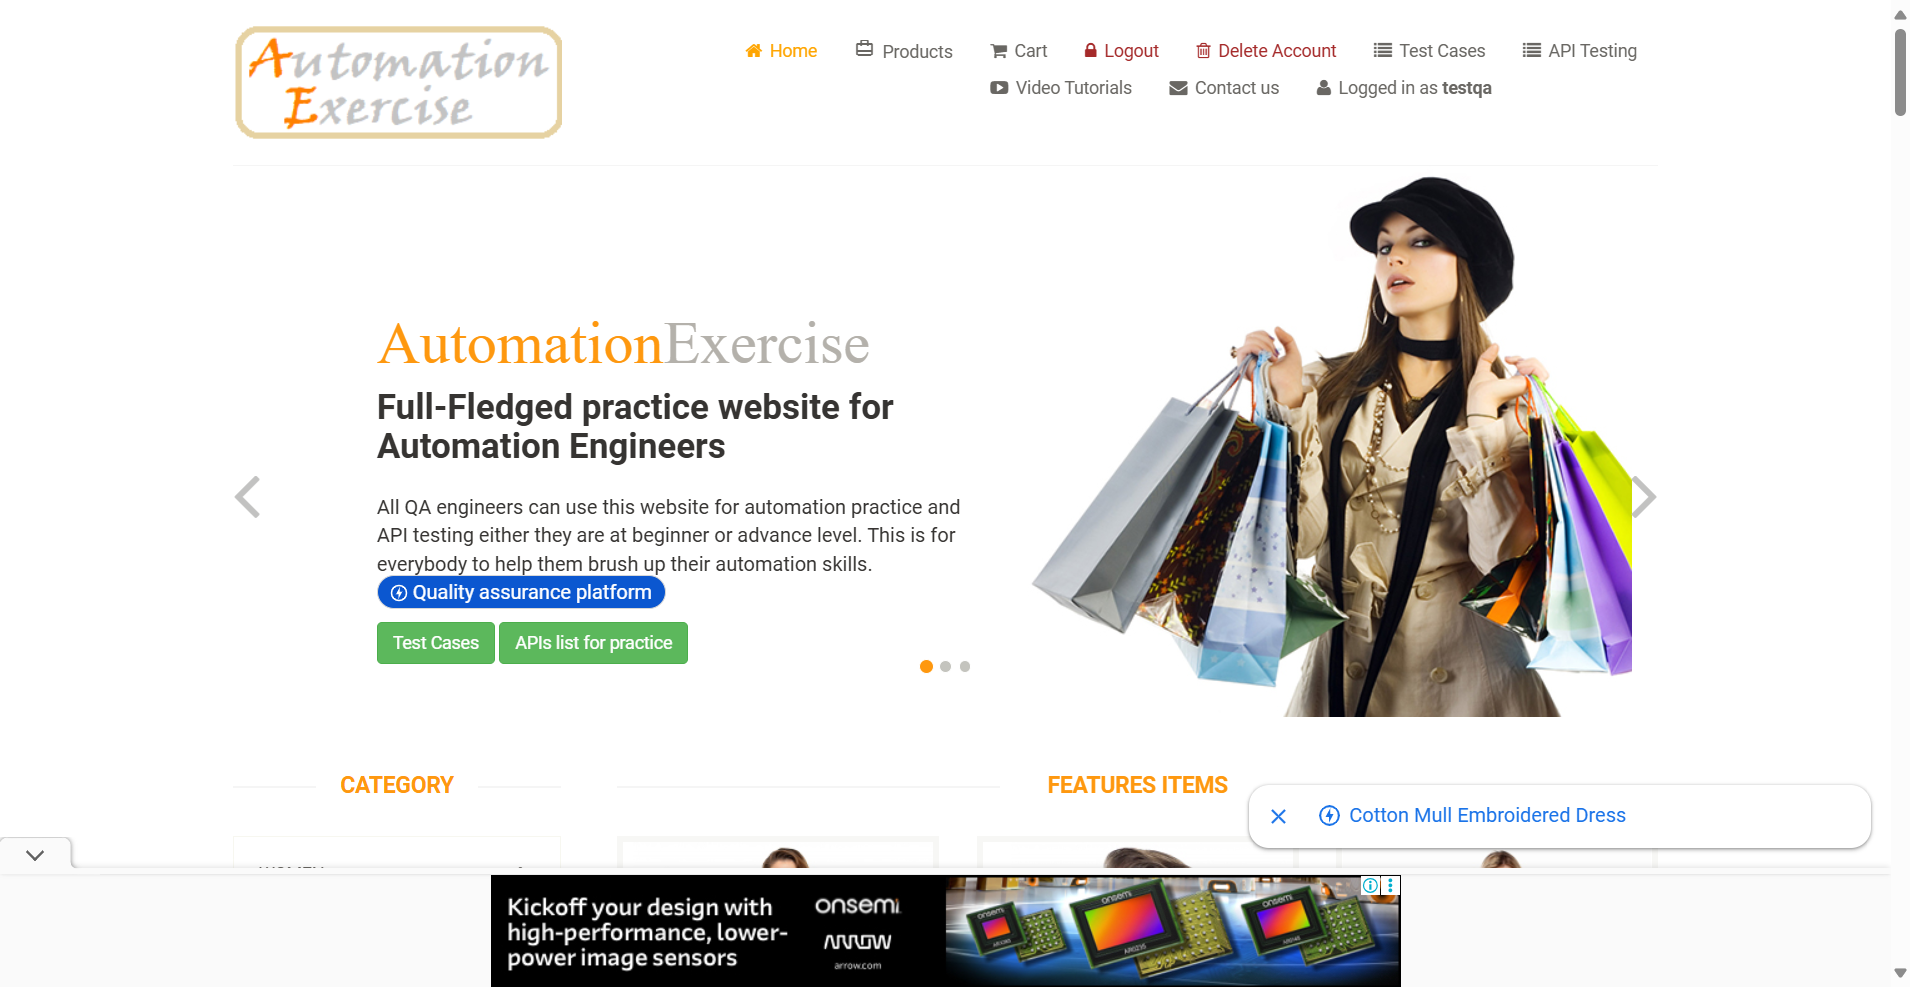 Automation
Exercise
Home
Products
Cart
Logout
Delete Account
Test Cases
API Testing
Video Tutorials
Contact us
Logged in as testqa
AutomationExercise
Full-Fledged practice website for
Automation Engineers
All QA engineers can use this website for automation practice and
API testing either they are at beginner or advance level. This is for
everybody to help them brush up their automation skills.
Quality assurance platform
Test Cases
APIs list for practice
CATEGORY
FEATURES ITEMS
Cotton Mull Embroidered Dress
Kickoff your design with
high-performance, lower-
power image sensors
onsemi
ARROW
arrow.com
onsemi
onsemi
onsemi